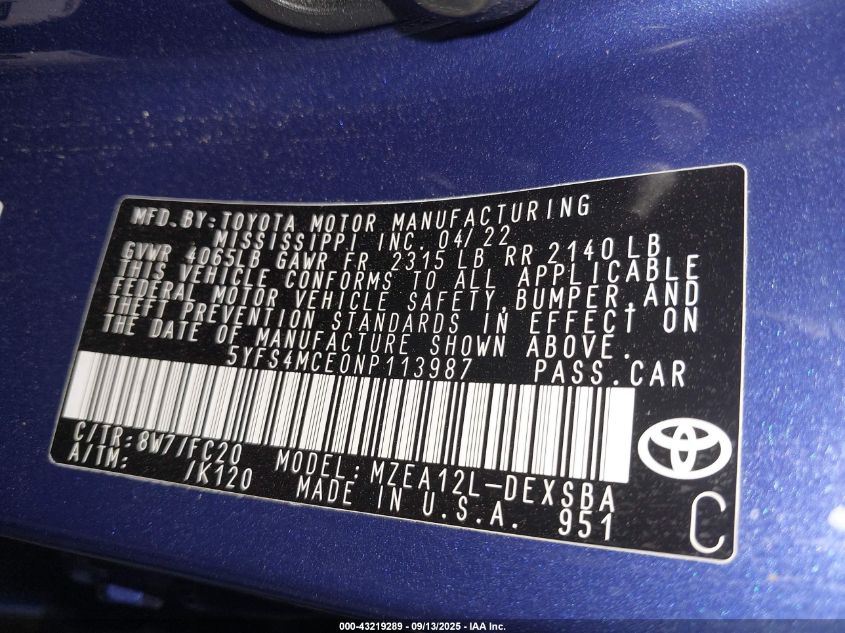 MFD.BY:TOYOTA MOTOR MANUFACTURING
MISSISSIPPI INC. 04/22
GVWR 4065LB GAWR FR 2315 LB RR 2140 LB
THIS VEHICLE CONFORMS TO ALL APPLICABLE
FEDERAL MOTOR VEHICLE SAFETY,BUMPER,AND
THEFT PREVENTION STANDARDS IN EFFECT ON
THE DATE OF MANUFACTURE SHOWN ABOVE.
5YFS4MCE0NP113987 PASS.CAR
C/TR:8W7/FC20 MODEL:MZEA12L-DEXSBA
A/TM: /K120 MADE IN U.S.A. 951
C
000-43219289 - 09/13/2025 - IAA Inc.